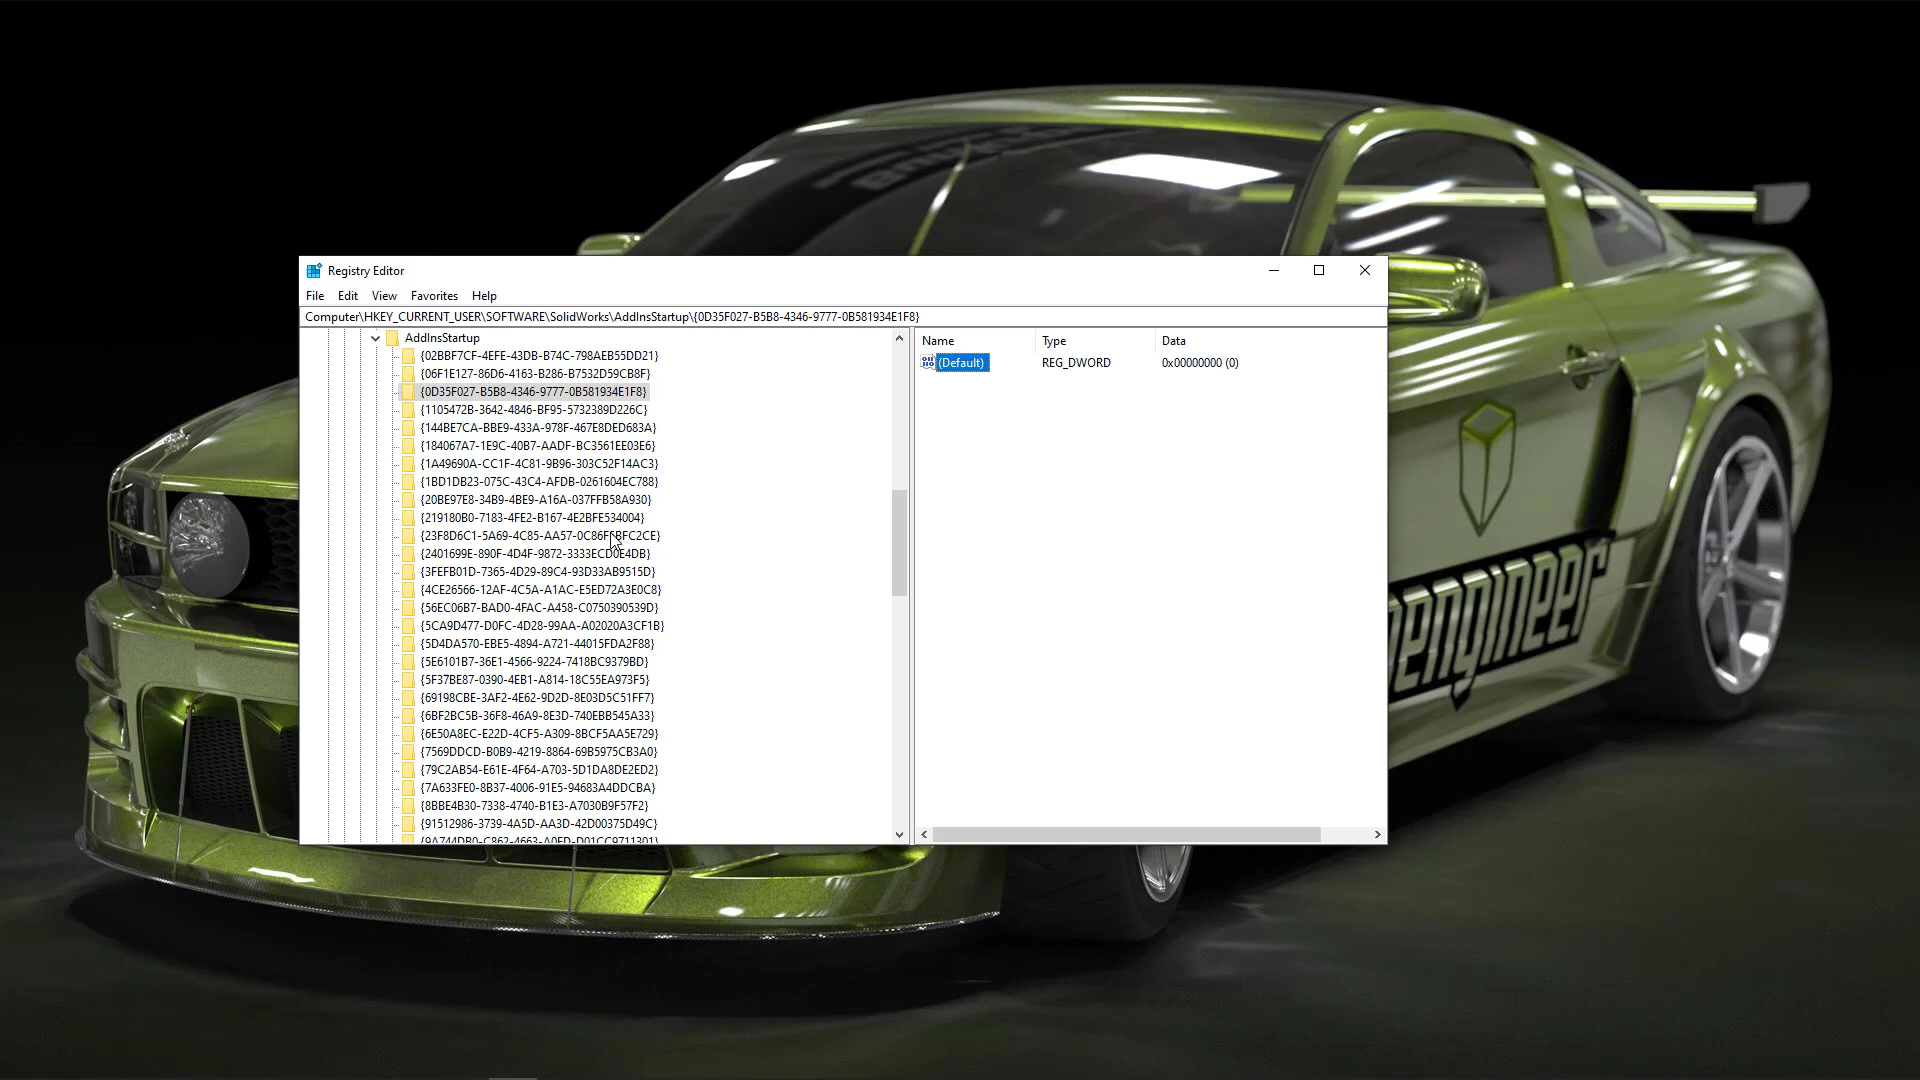 Registry Editor
File Edit View Favorites Help
Computer\HKEY_CURRENT_USER\SOFTWARE\SolidWorks\AddInsStartup\{0D35F027-B5B8-4346-9777-0B581934E1F8}
AddInsStartup
{02BBF7CF-4EFE-43DB-B74C-798AEB55DD21}
{06F1E127-86D6-4163-B286-B7532D59CB8F}
{0D35F027-B5B8-4346-9777-0B581934E1F8}
{1105472B-3642-4846-BF95-5732389D226C}
{144BE7CA-BBE9-433A-978F-467E8DED683A}
{184067A7-1E9C-40B7-AADF-BC3561EE03E6}
{1A49690A-CC1F-4C81-9B96-303C52F14AC3}
{1BD1DB23-075C-43C4-AFDB-0261604EC788}
{20BE97E8-34B9-4BE9-A16A-037FFB58A930}
{219180B0-7183-4FE2-B167-4E2BFE534004}
{2401699E-890F-4D4F-9872-3333ECD0E4DB}
{3FEFB01D-7365-4D29-89C4-93D33AB9515D}
{4CE26566-12AF-4C5A-A1AC-E5ED72A3E0C8}
{56EC06B7-BAD0-4FAC-A458-C0750390539D}
{5CA9D477-D0FC-4D28-99AA-A02020A3CF1B}
{5D4DA570-EBE5-4894-A721-44015FDA2F88}
{5E6101B7-36E1-4566-9224-7418BC9379BD}
{5F37BE87-0390-4EB1-A814-18C55EA973F5}
{69198CBE-3AF2-4E62-9D2D-8E03D5C51FF7}
{6BF2BC5B-36F8-46A9-8E3D-740EBB545A33}
{6E50A8EC-E22D-4CF5-A309-8BCF5AA5E729}
{7569DDCD-B0B9-4219-8864-69B5975CB3A0}
{79C2AB54-E61E-4F64-A703-5D1DA8DE2ED2}
{7A633FE0-8B37-4006-91E5-94683A4DDCBA}
{8BBE4B30-7338-4740-B1E3-A7030B9F57F2}
{91512986-3739-4A5D-AA3D-42D00375D49C}
Name Type Data
(Default) REG_DWORD 0x00000000 (0)
engineer